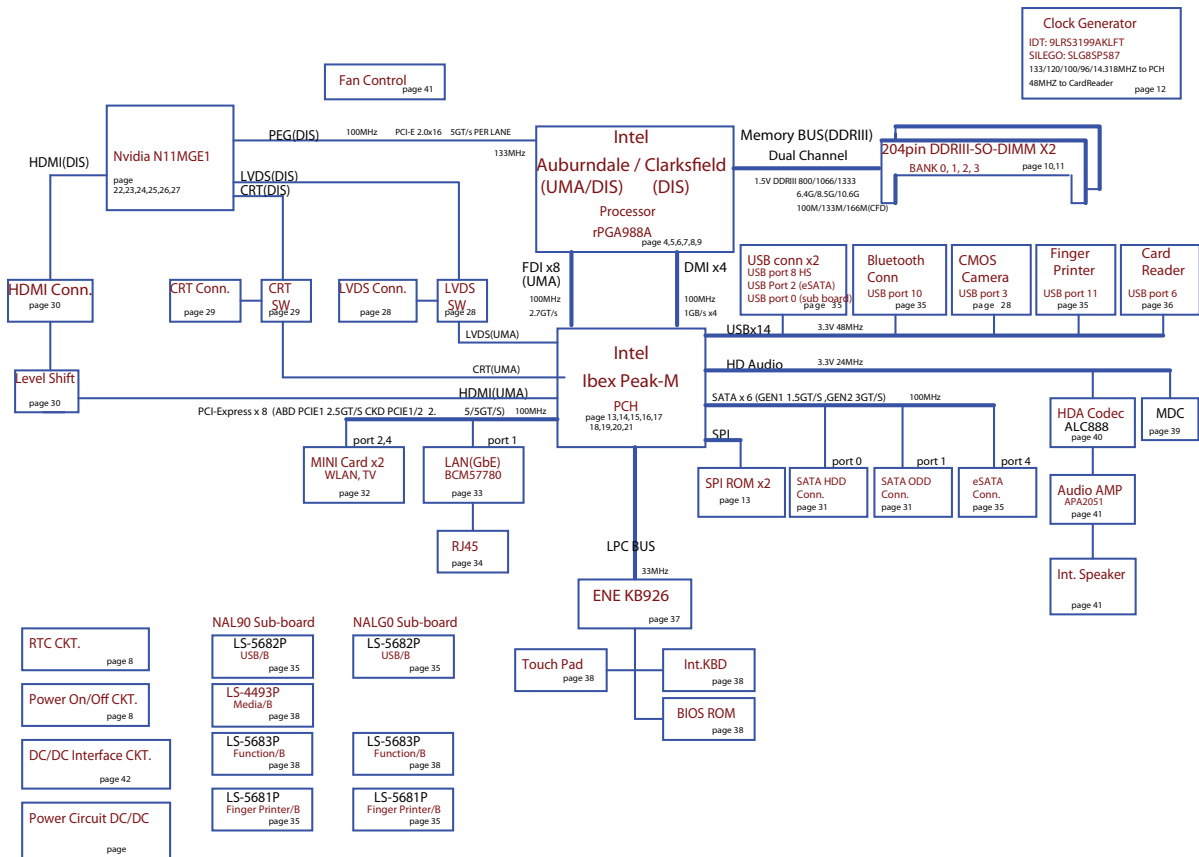 Clock Generator
IDT: 9LRS3199AKLFT
SILEGO: SLG8SP587
133/120/100/96/14.318MHZ to PCH
48MHZ to CardReader
page 12
Fan Control
page 41
Nvidia N11MGE1
page
22,23,24,25,26,27
HDMI(DIS)
PEG(DIS)
100MHz
PCI-E 2.0x16
5GT/s PER LANE
133MHz
LVDS(DIS)
CRT(DIS)
Intel
Auburndale / Clarksfield
(UMA/DIS) (DIS)
Processor
rPGA988A
page 4,5,6,7,8,9
Memory BUS(DDRIII)
Dual Channel
1.5V DDRIII 800/1066/1333
6.4G/8.5G/10.6G
100M/133M/166M(CFD)
204pin DDRIII-SO-DIMM X2
BANK 0, 1, 2, 3
page 10,11
HDMI Conn.
page 30
CRT Conn.
page 29
CRT
SW
page 29
LVDS Conn.
page 28
LVDS
SW
page 28
FDI x8
(UMA)
100MHz
2.7GT/s
DMI x4
100MHz
1GB/s x4
USB conn x2
USB port 8 HS
USB Port 2 (eSATA)
USB port 0 (sub board)
page 35
Bluetooth
Conn
USB port 10
page 35
CMOS
Camera
USB port 3
page 28
Finger
Printer
USB port 11
page 35
Card
Reader
USB port 6
page 36
USBx14
3.3V 48MHz
LVDS(UMA)
CRT(UMA)
HDMI(UMA)
Level Shift
page 30
Intel
Ibex Peak-M
PCH
page 13,14,15,16,17
18,19,20,21
HD Audio
3.3V 24MHz
SATA x 6 (GEN1 1.5GT/S ,GEN2 3GT/S)
100MHz
SPI
PCI-Express x 8 (ABD PCIE1 2.5GT/S CKD PCIE1/2 2. 5/5GT/S)
100MHz
port 2,4
MINI Card x2
WLAN, TV
page 32
port 1
LAN(GbE)
BCM57780
page 33
RJ45
page 34
SPI ROM x2
page 13
port 0
SATA HDD
Conn.
page 31
port 1
SATA ODD
Conn.
page 31
port 4
eSATA
Conn.
page 35
HDA Codec
ALC888
page 40
MDC
page 39
Audio AMP
APA2051
page 41
Int. Speaker
page 41
LPC BUS
33MHz
ENE KB926
page 37
Touch Pad
page 38
Int.KBD
page 38
BIOS ROM
page 38
RTC CKT.
page 8
Power On/Off CKT.
page 8
DC/DC Interface CKT.
page 42
Power Circuit DC/DC
page
NAL90 Sub-board
LS-5682P
USB/B
page 35
LS-4493P
Media/B
page 38
LS-5683P
Function/B
page 38
LS-5681P
Finger Printer/B
page 35
NALG0 Sub-board
LS-5682P
USB/B
page 35
LS-5683P
Function/B
page 38
LS-5681P
Finger Printer/B
page 35